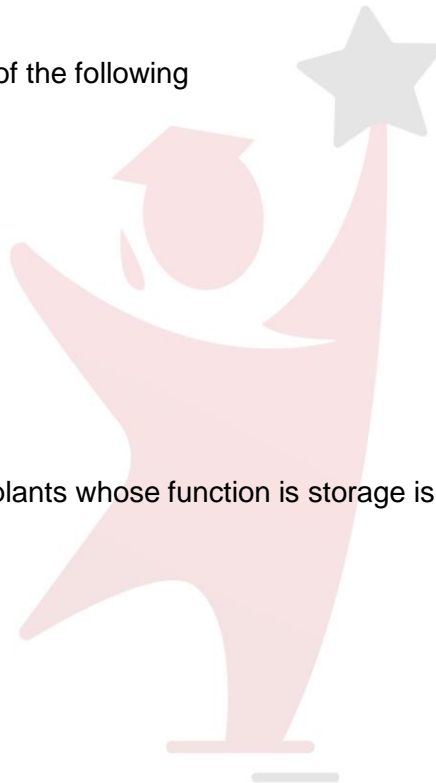 of the following
plants whose function is storage is